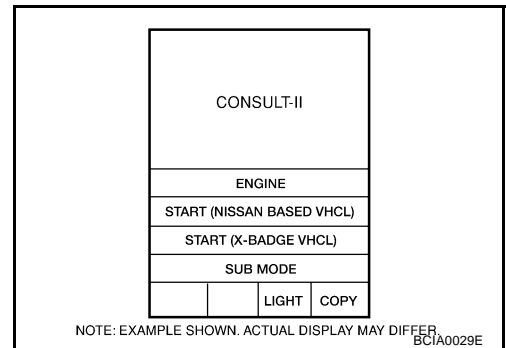 CONSULT-II
ENGINE
START (NISSAN BASED VHCL)
START (X-BADGE VHCL)
SUB MODE
LIGHT COPY
NOTE: EXAMPLE SHOWN. ACTUAL DISPLAY MAY DIFFER.
BCIA0029E